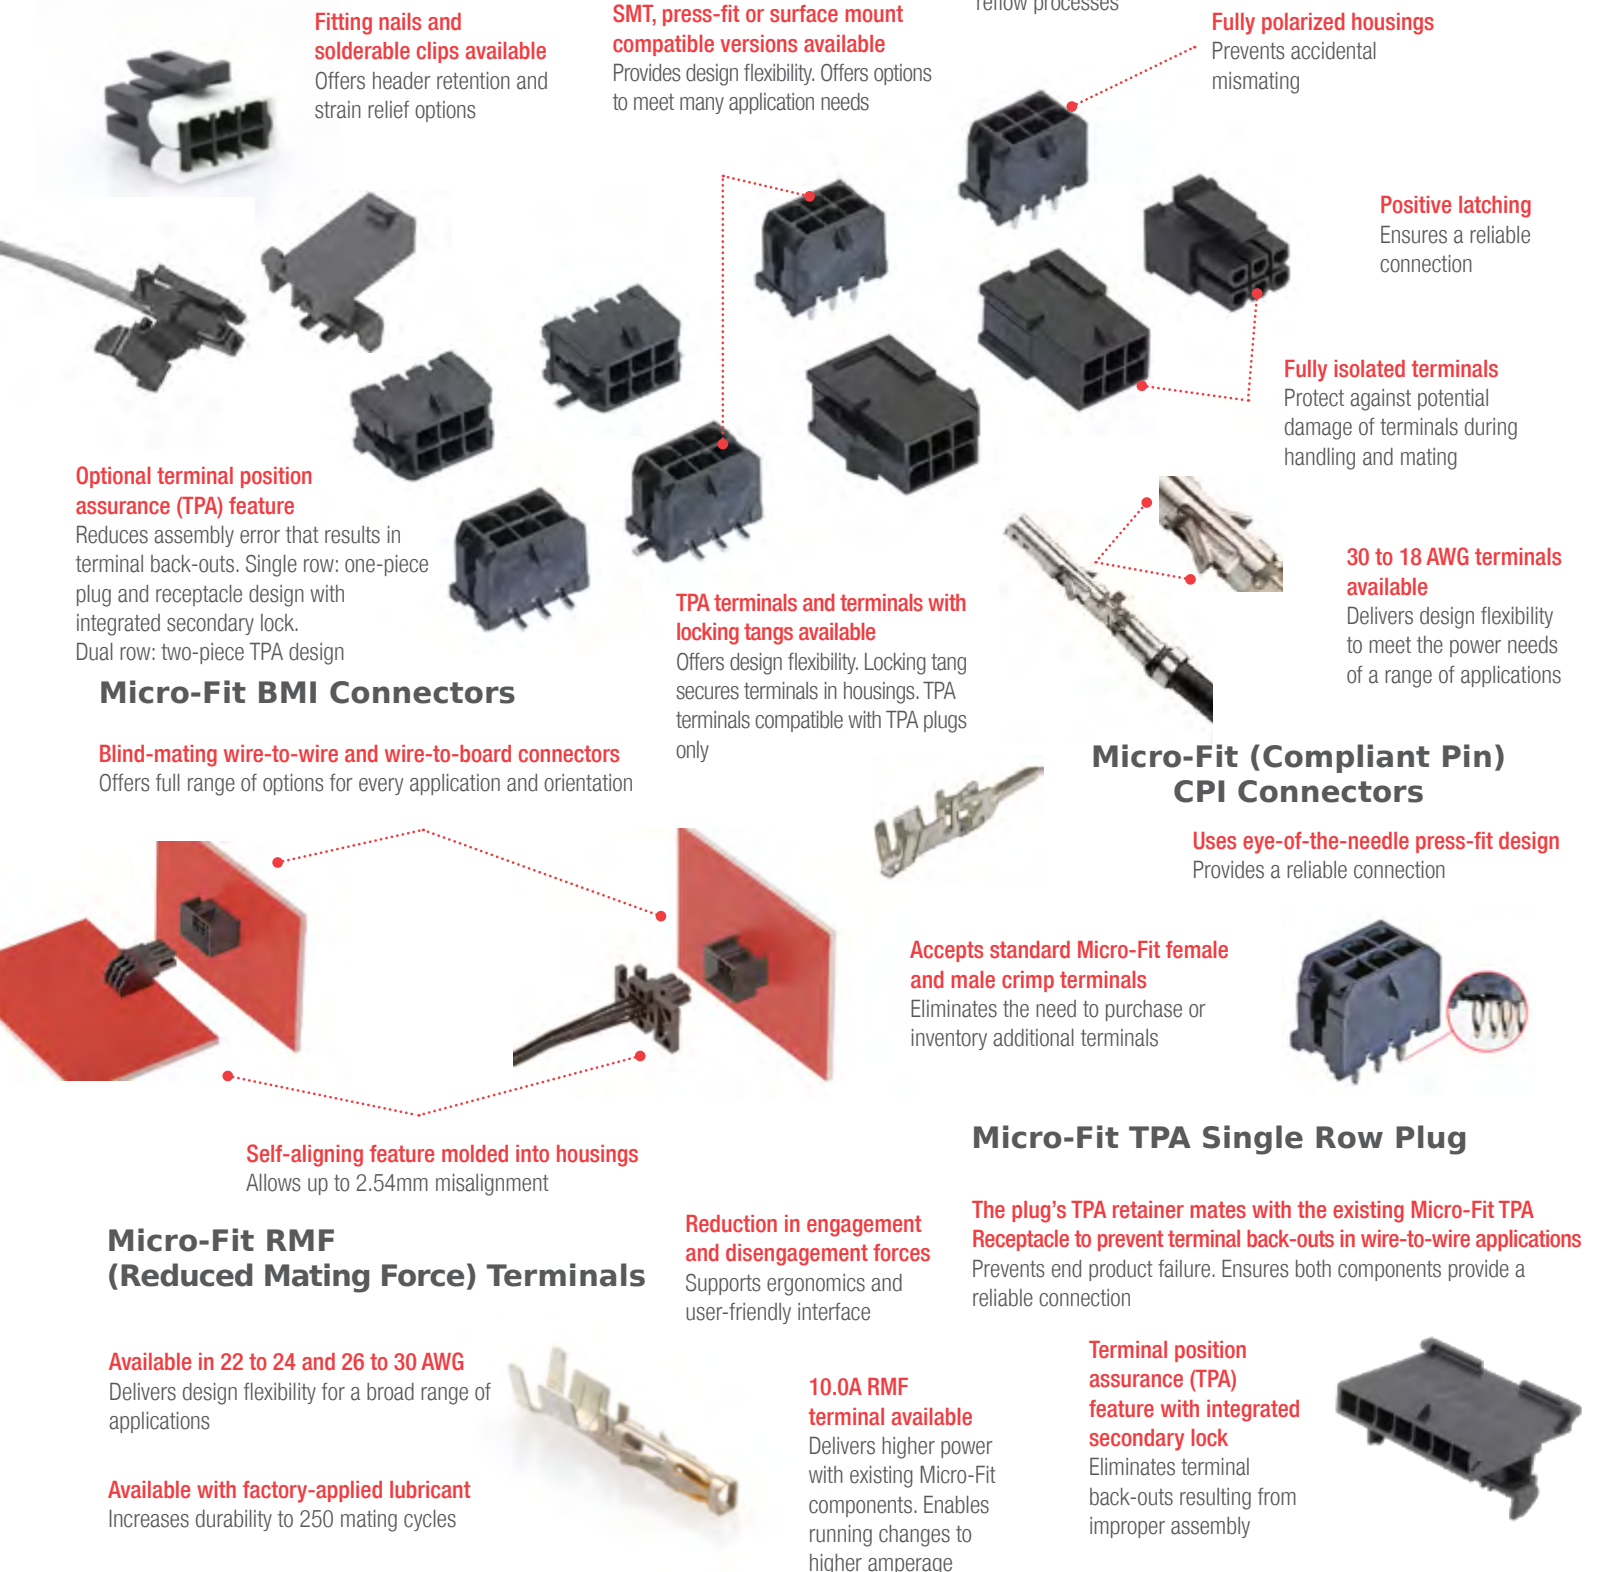 reflow processes
Fitting nails and
solderable clips available
Offers header retention and
strain relief options
SMT, press-fit or surface mount
compatible versions available
Provides design flexibility. Offers options
to meet many application needs
Fully polarized housings
Prevents accidental
mismating
Positive latching
Ensures a reliable
connection
Fully isolated terminals
Protect against potential
damage of terminals during
handling and mating
Optional terminal position
assurance (TPA) feature
Reduces assembly error that results in
terminal back-outs. Single row: one-piece
plug and receptacle design with
integrated secondary lock.
Dual row: two-piece TPA design
TPA terminals and terminals with
locking tangs available
Offers design flexibility. Locking tang
secures terminals in housings. TPA
terminals compatible with TPA plugs
only
30 to 18 AWG terminals
available
Delivers design flexibility
to meet the power needs
of a range of applications
Micro-Fit BMI Connectors
Blind-mating wire-to-wire and wire-to-board connectors
Offers full range of options for every application and orientation
Self-aligning feature molded into housings
Allows up to 2.54mm misalignment
Micro-Fit (Compliant Pin)
CPI Connectors
Uses eye-of-the-needle press-fit design
Provides a reliable connection
Accepts standard Micro-Fit female
and male crimp terminals
Eliminates the need to purchase or
inventory additional terminals
Micro-Fit RMF
(Reduced Mating Force) Terminals
Reduction in engagement
and disengagement forces
Supports ergonomics and
user-friendly interface
Available in 22 to 24 and 26 to 30 AWG
Delivers design flexibility for a broad range of
applications
Available with factory-applied lubricant
Increases durability to 250 mating cycles
10.0A RMF
terminal available
Delivers higher power
with existing Micro-Fit
components. Enables
running changes to
higher amperage
Micro-Fit TPA Single Row Plug
The plug's TPA retainer mates with the existing Micro-Fit TPA
Receptacle to prevent terminal back-outs in wire-to-wire applications
Prevents end product failure. Ensures both components provide a
reliable connection
Terminal position
assurance (TPA)
feature with integrated
secondary lock
Eliminates terminal
back-outs resulting from
improper assembly